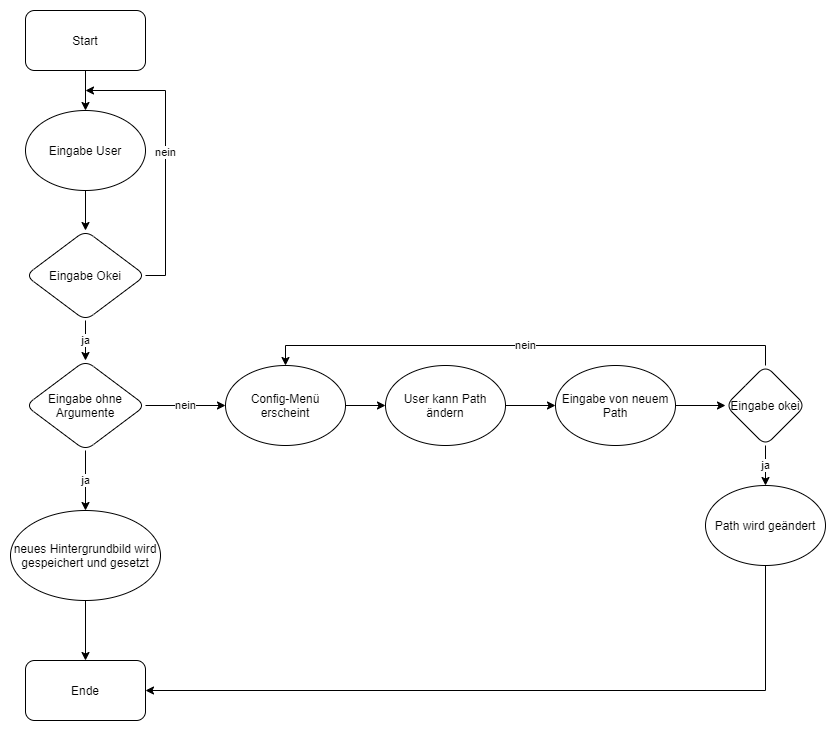 Start
Eingabe User
nein
Eingabe Okei
ja
Eingabe ohne
Argumente
nein
Config-Menü
erscheint
User kann Path
ändern
Eingabe von neuem
Path
Eingabe okei
nein
ja
Path wird geändert
ja
neues Hintergrundbild wird
gespeichert und gesetzt
Ende